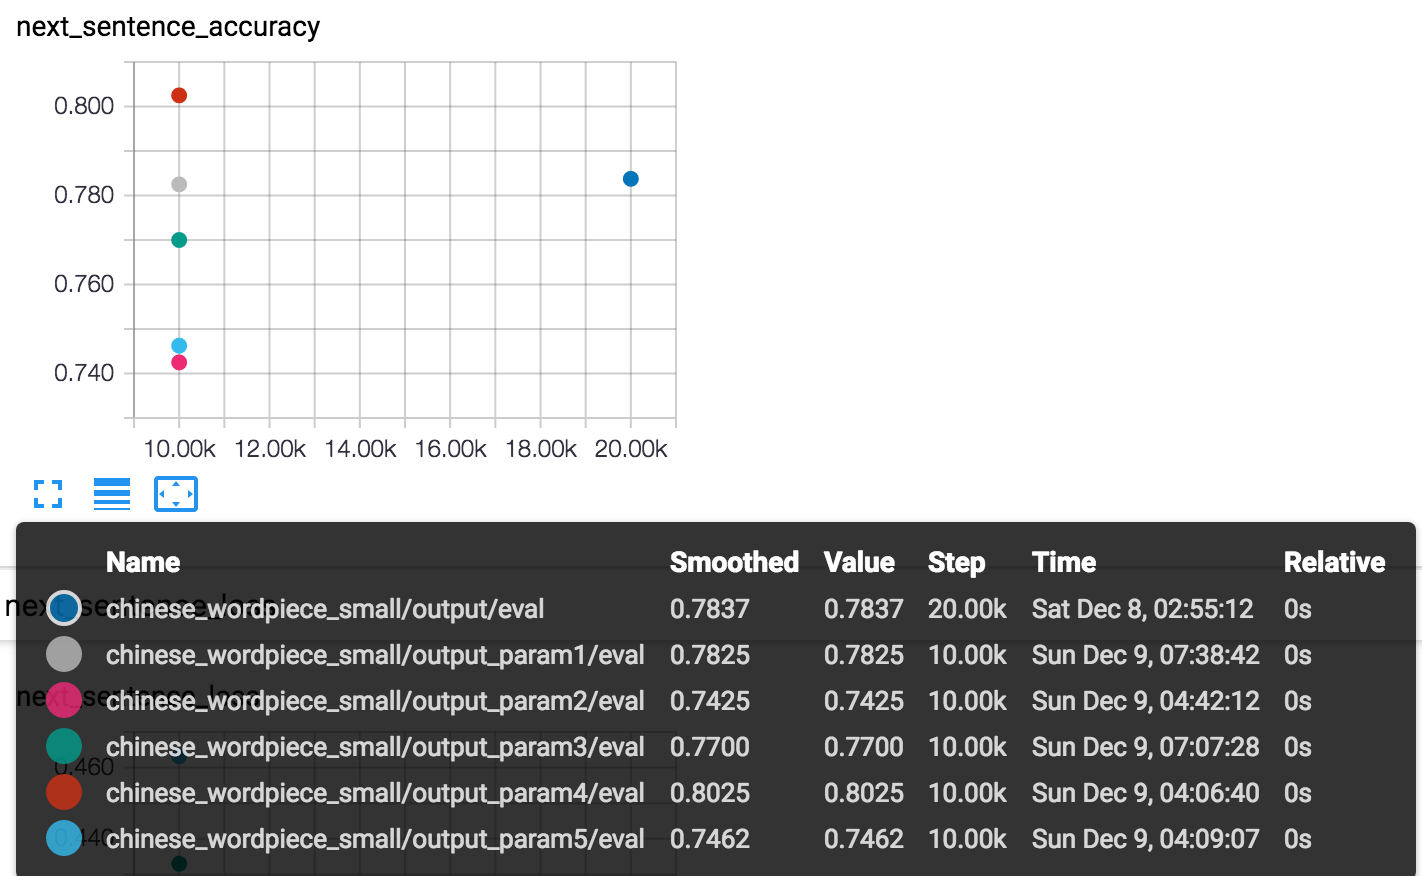 next_sentence_accuracy
0.800
0.780
0.760
0.740
10.00k 12.00k 14.00k 16.00k 18.00k 20.00k
Name Smoothed Value Step Time Relative
chinese_wordpiece_small/output/eval 0.7837 0.7837 20.00k Sat Dec 8, 02:55:12 0s
chinese_wordpiece_small/output_param1/eval 0.7825 0.7825 10.00k Sun Dec 9, 07:38:42 0s
chinese_wordpiece_small/output_param2/eval 0.7425 0.7425 10.00k Sun Dec 9, 04:42:12 0s
chinese_wordpiece_small/output_param3/eval 0.7700 0.7700 10.00k Sun Dec 9, 07:07:28 0s
0.460
chinese_wordpiece_small/output_param4/eval 0.8025 0.8025 10.00k Sun Dec 9, 04:06:40 0s
chinese_wordpiece_small/output_param5/eval 0.7462 0.7462 10.00k Sun Dec 9, 04:09:07 0s